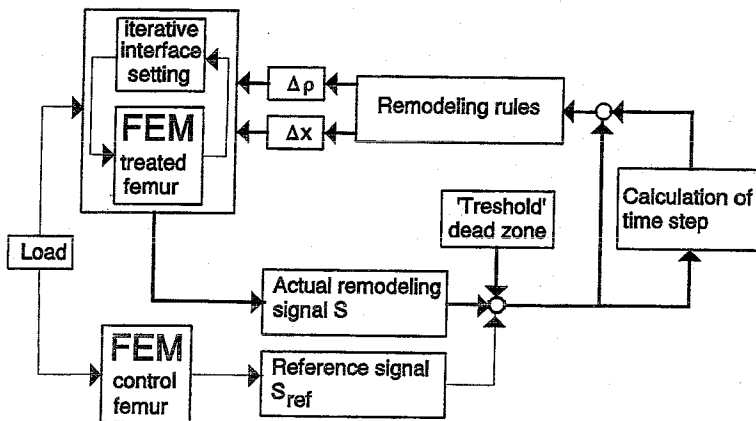 iterative
interface
setting
FEM
treated
femur
Δρ
Δx
Remodeling rules
Calculation of
time step
'Treshold'
dead zone
Load
Actual remodeling
signal S
FEM
control
femur
Reference signal
S_ref